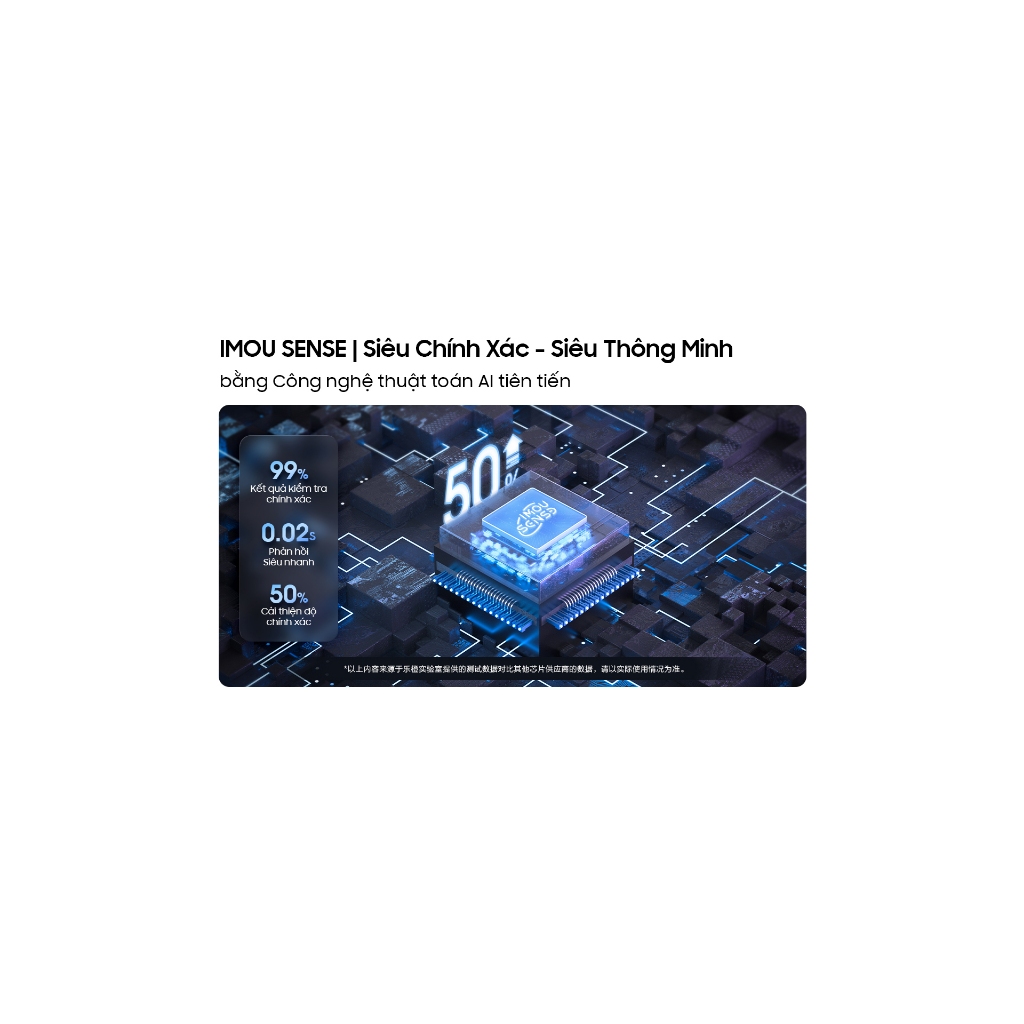 IMOU SENSE | Siêu Chính Xác - Siêu Thông Minh
bằng Công nghệ thuật toán AI tiên tiến
99%
Kết quả kiểm tra
chính xác
0.02s
Phản hồi
Siêu nhanh
50%
Cải thiện độ
chính xác
50%
IMOU
SENSE
*以上内容来源于乐橙实验室提供的测试数据对比其他芯片供应商的数据，请以实际使用情况为准。